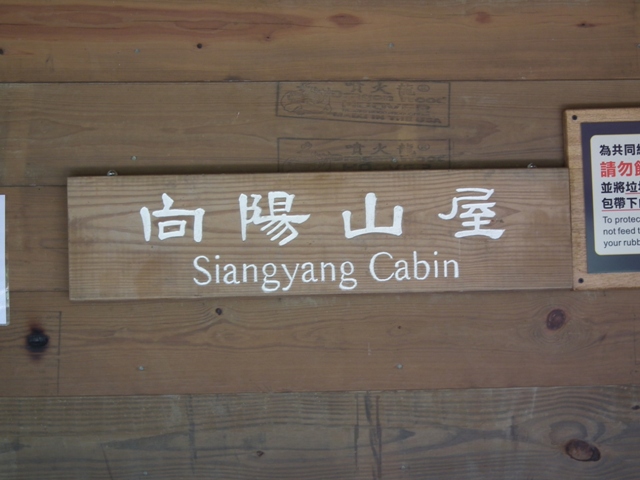 向陽山屋
Siangyang Cabin
為共同
請勿
並將垃
包帶下
To protec
not feed t
your rubb